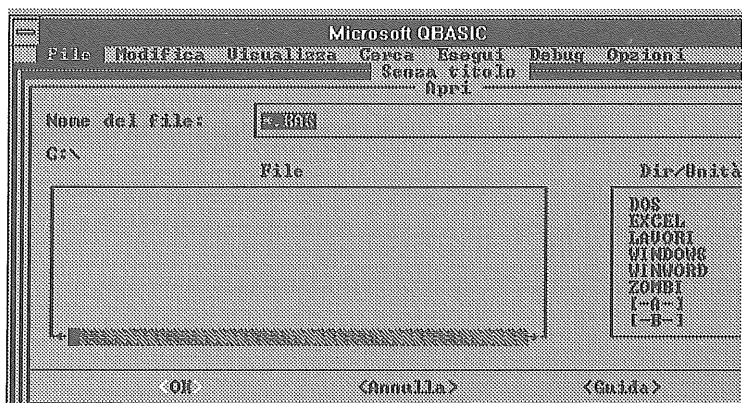 Microsoft QBASIC
File Modifica Visualizza Cerca Esegui Debug Opzioni
Senza titolo
Apri
Nome del file: *.BAS
G:\
File Dir/Unità
DOS
EXCEL
LAVORI
WINDOWS
WINWORD
ZOMBI
[-A-]
[-B-]
<OK> <Annulla> <Guida>